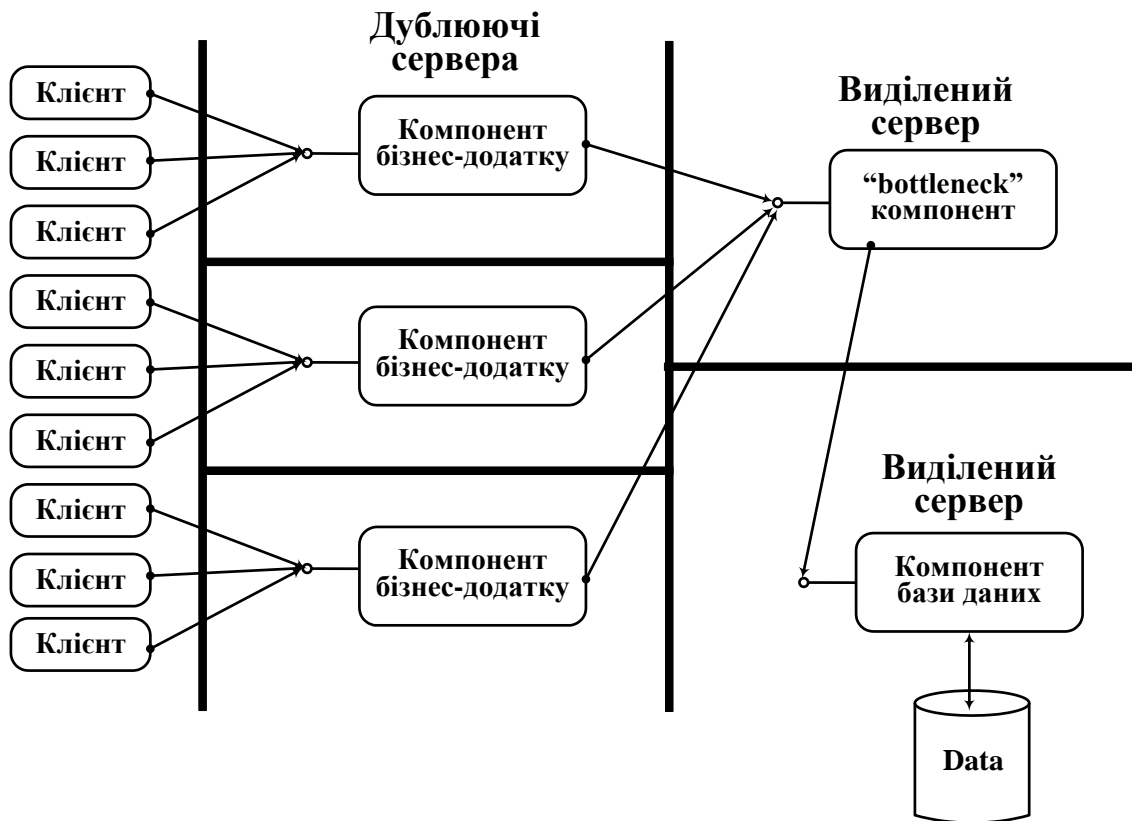 Клієнт
Клієнт
Клієнт
Клієнт
Клієнт
Клієнт
Клієнт
Клієнт
Клієнт
Дублюючі
сервера
Компонент
бізнес-додатку
Компонент
бізнес-додатку
Компонент
бізнес-додатку
Виділений
сервер
“bottleneck”
компонент
Виділений
сервер
Компонент
бази даних
Data